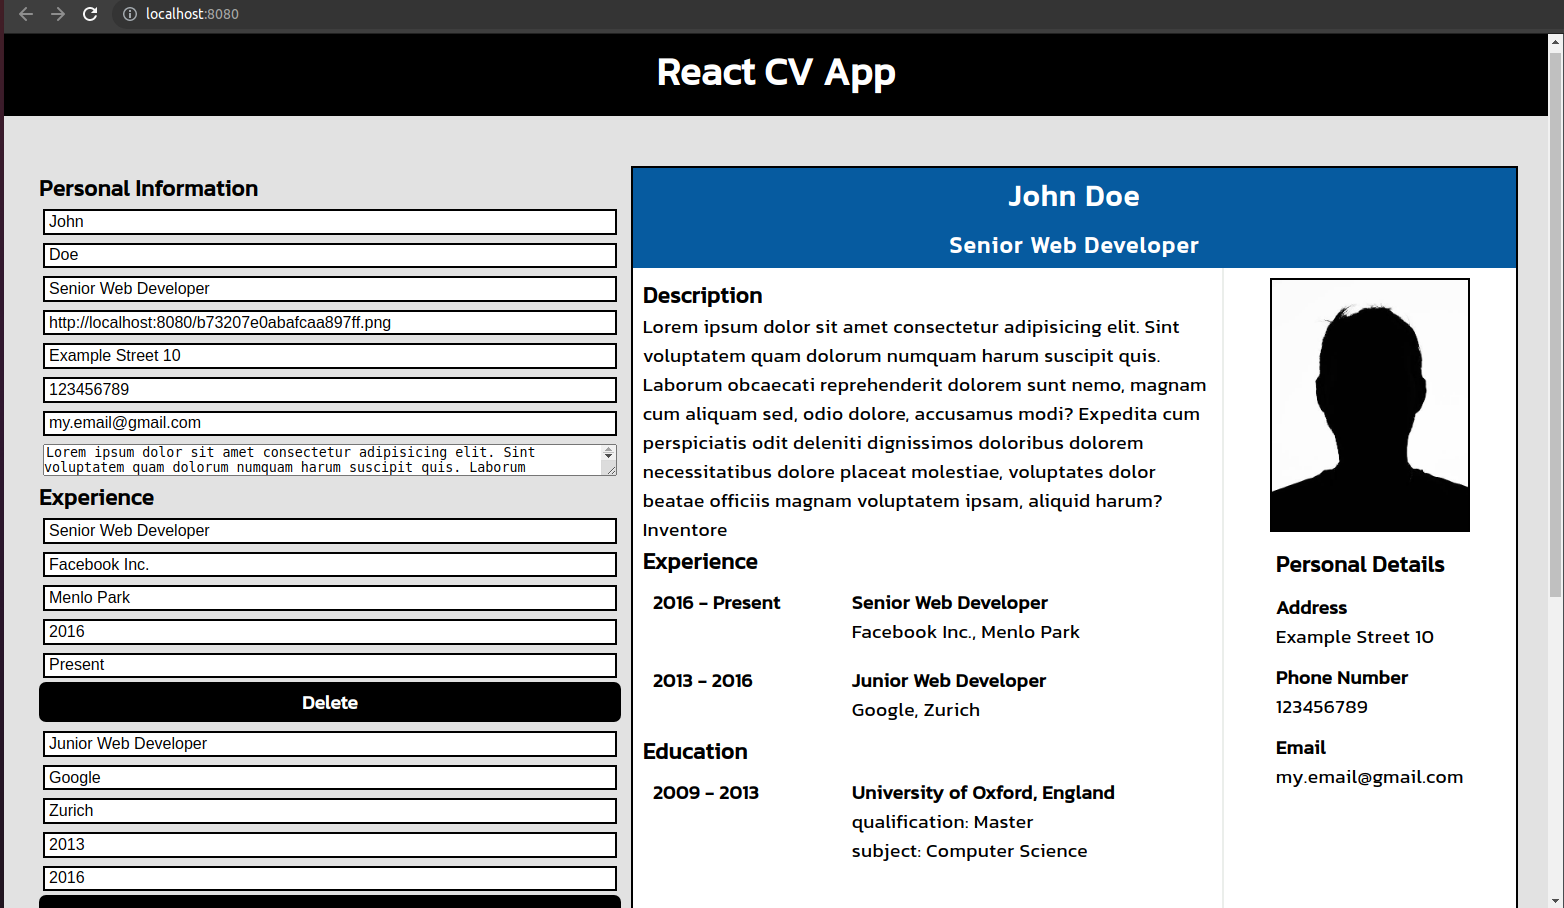 localhost:8080
React CV App
Personal Information
John
Doe
Senior Web Developer
http://localhost:8080/b73207e0abafcaa897ff.png
Example Street 10
123456789
my.email@gmail.com
Lorem ipsum dolor sit amet consectetur adipisicing elit. Sint
voluptatem quam dolorum numquam harum suscipit quis. Laborum
Experience
Senior Web Developer
Facebook Inc.
Menlo Park
2016
Present
Delete
Junior Web Developer
Google
Zurich
2013
2016
John Doe
Senior Web Developer
Description
Lorem ipsum dolor sit amet consectetur adipisicing elit. Sint
voluptatem quam dolorum numquam harum suscipit quis.
Laborum obcaecati reprehenderit dolorem sunt nemo, magnam
cum aliquam sed, odio dolore, accusamus modi? Expedita cum
perspiciatis odit deleniti dignissimos doloribus dolorem
necessitatibus dolore placeat molestiae, voluptates dolor
beatae officiis magnam voluptatem ipsam, aliquid harum?
Inventore
Experience
2016 - Present
Senior Web Developer
Facebook Inc., Menlo Park
2013 - 2016
Junior Web Developer
Google, Zurich
Education
2009 - 2013
University of Oxford, England
qualification: Master
subject: Computer Science
Personal Details
Address
Example Street 10
Phone Number
123456789
Email
my.email@gmail.com